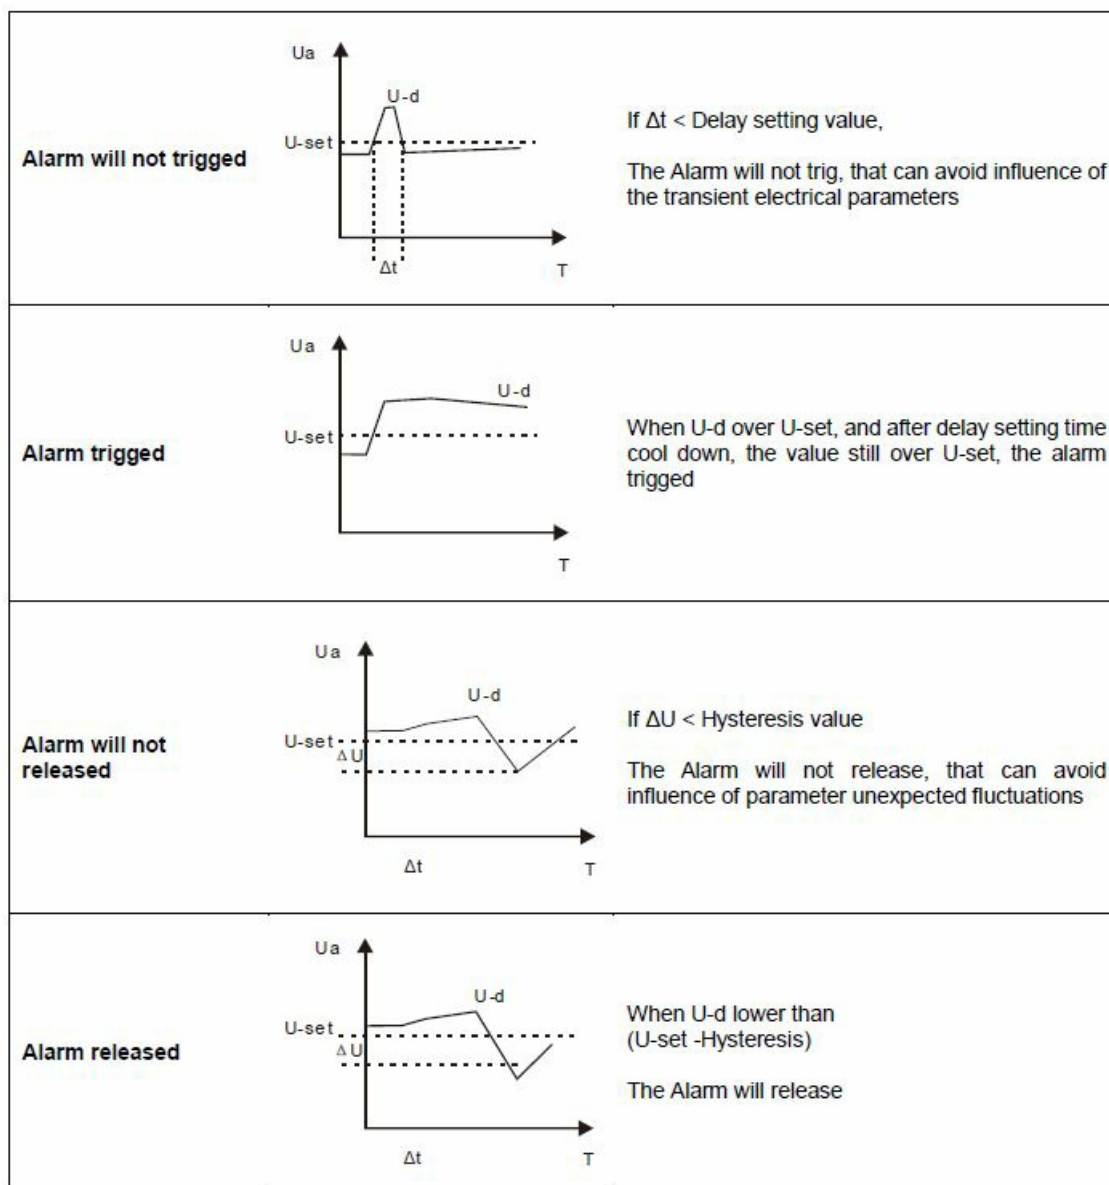 Alarm will not trigged
Ua
U-d
U-set
Δt
T
If Δt < Delay setting value,
The Alarm will not trig, that can avoid influence of
the transient electrical parameters
Alarm trigged
Ua
U-d
U-set
T
When U-d over U-set, and after delay setting time
cool down, the value still over U-set, the alarm
trigged
Alarm will not
released
Ua
U-d
U-set
ΔU
Δt
T
If ΔU < Hysteresis value
The Alarm will not release, that can avoid
influence of parameter unexpected fluctuations
Alarm released
Ua
U-d
U-set
ΔU
Δt
T
When U-d lower than
(U-set -Hysteresis)
The Alarm will release